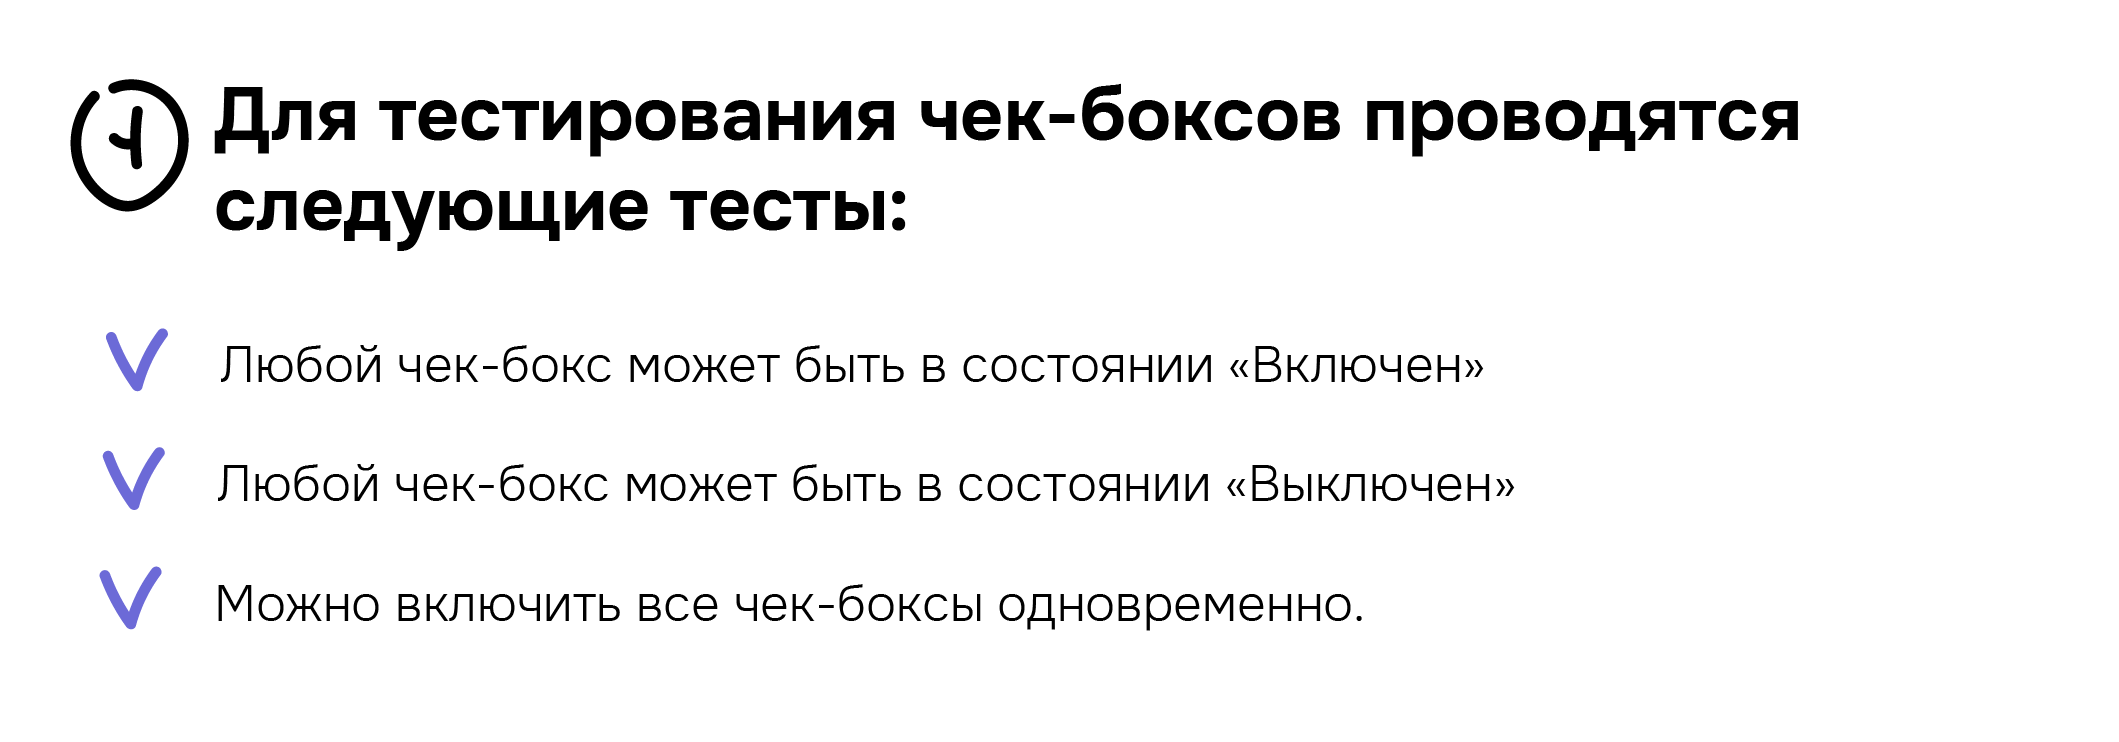 4 Для тестирования чек-боксов проводятся
следующие тесты:
Любой чек-бокс может быть в состоянии «Включен»
Любой чек-бокс может быть в состоянии «Выключен»
Можно включить все чек-боксы одновременно.